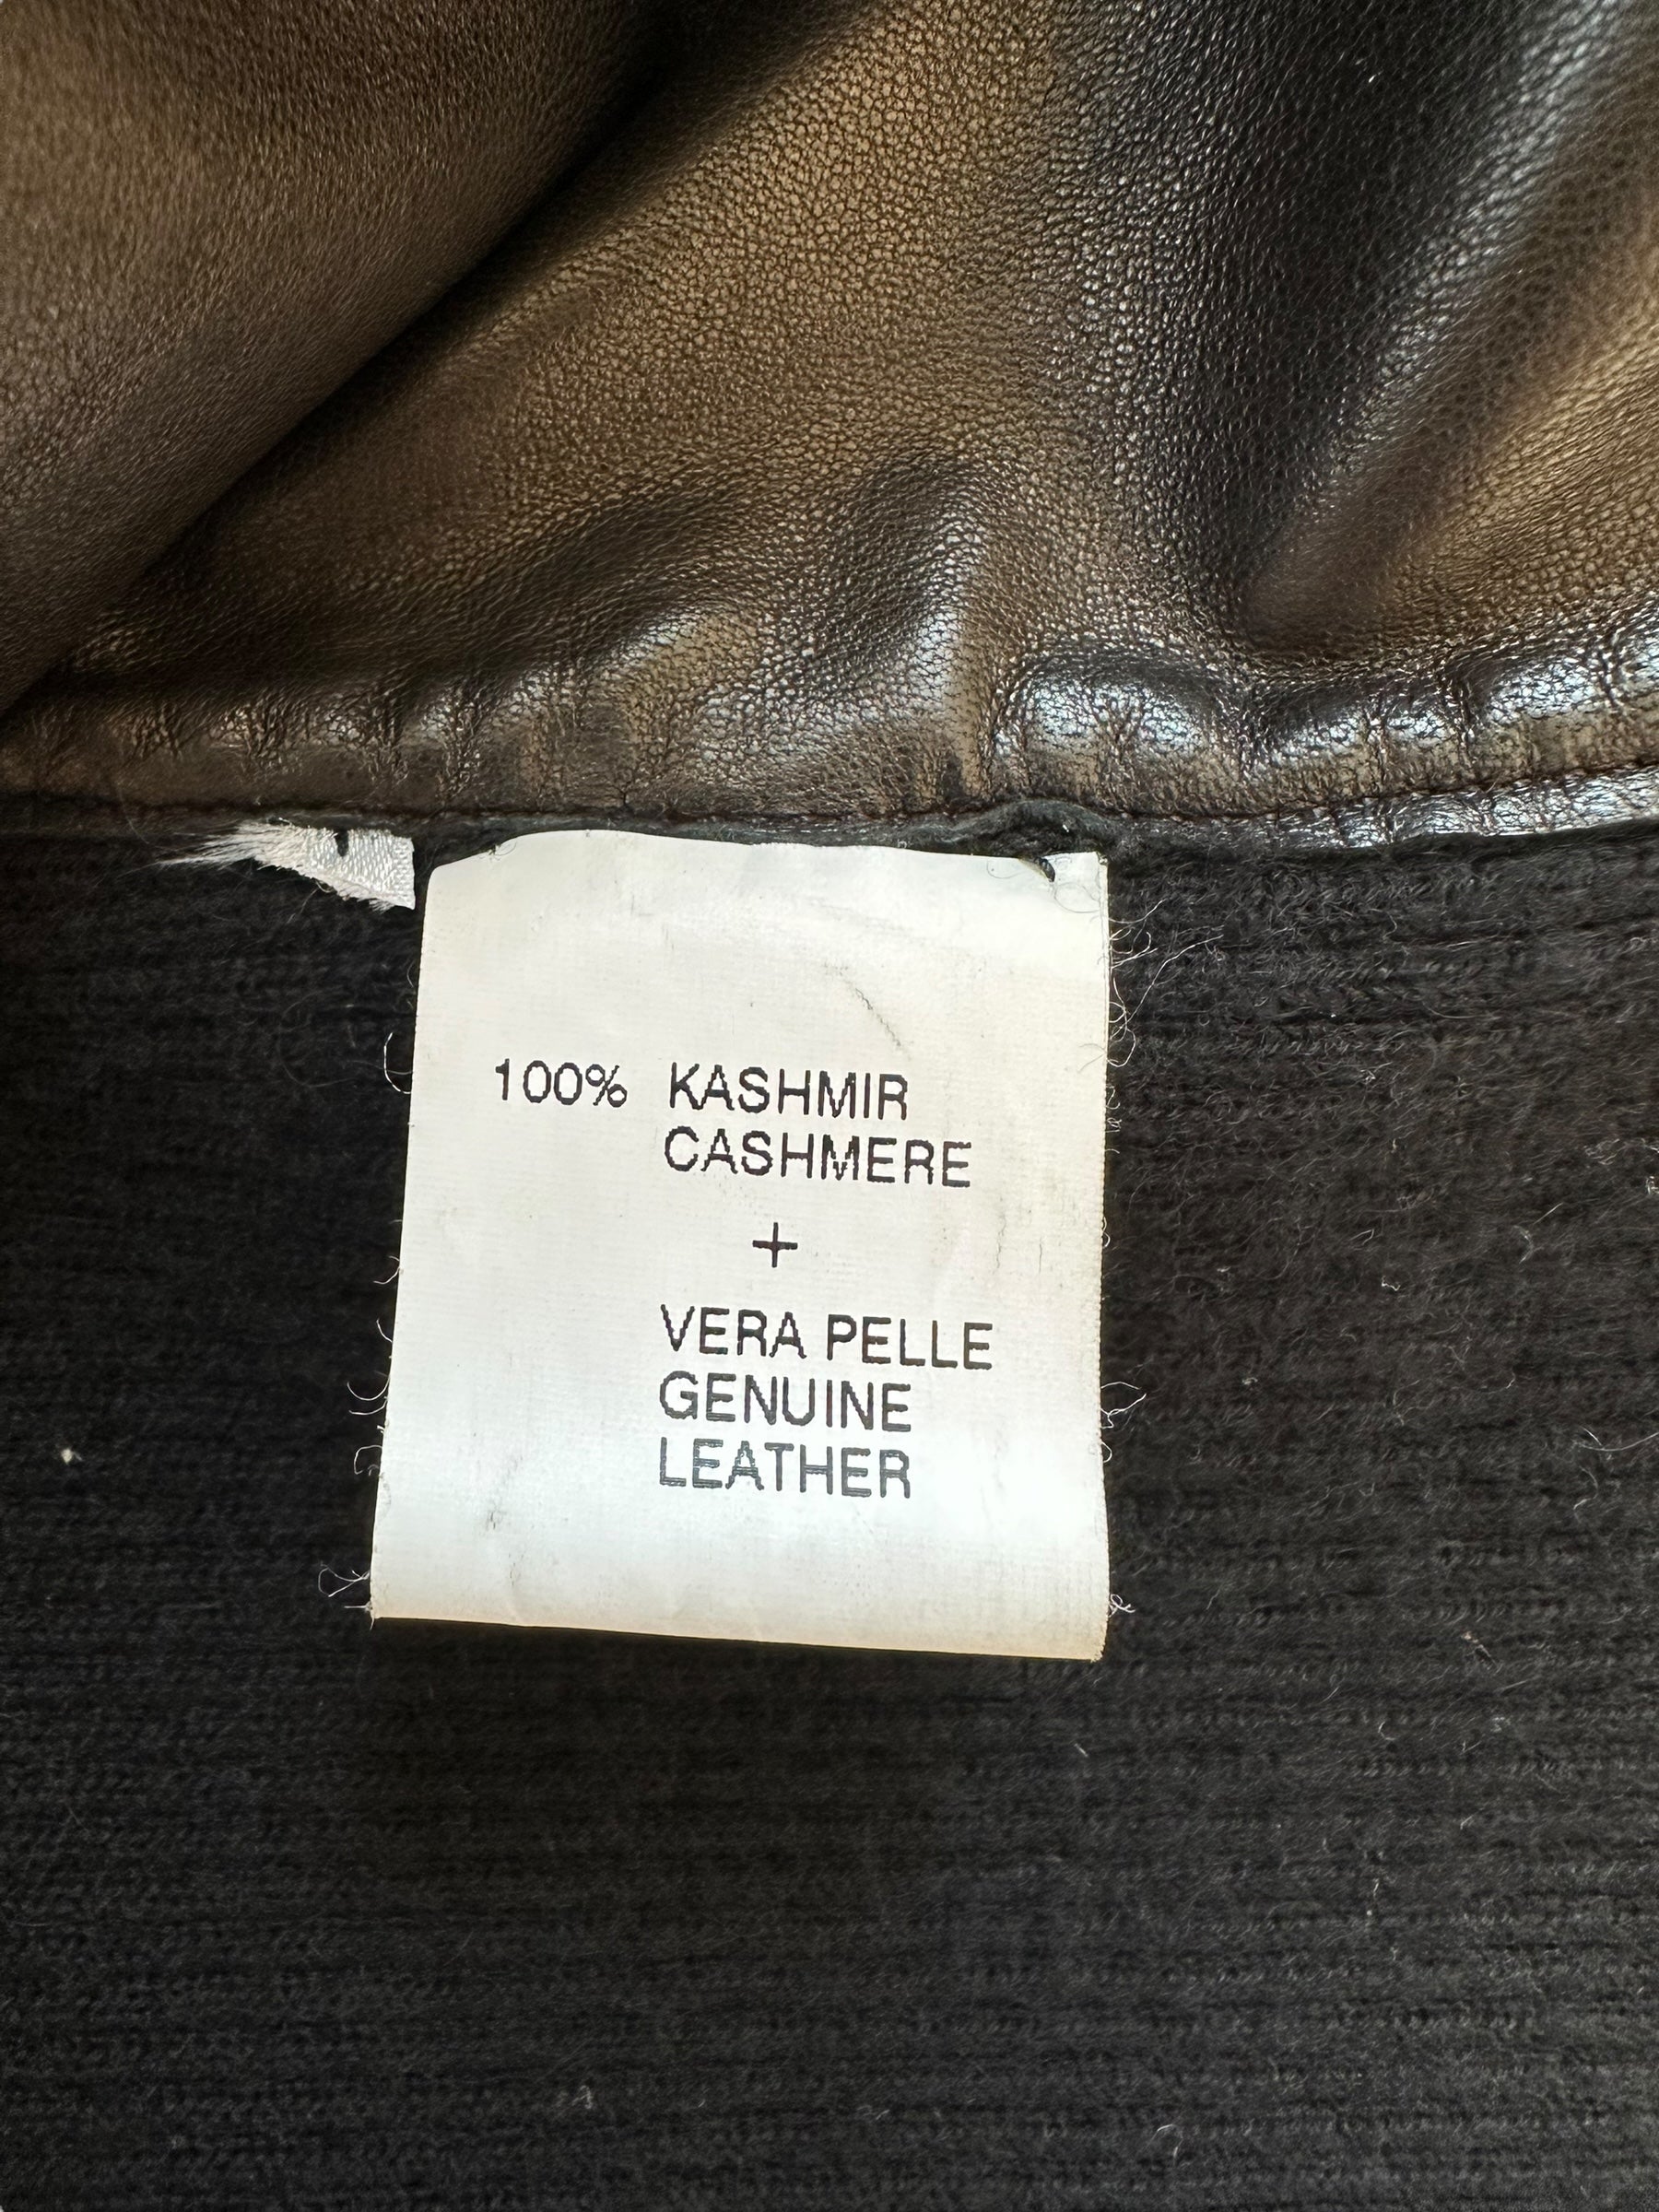 100% KASHMIR
CASHMERE
+
VERA PELLE
GENUINE
LEATHER